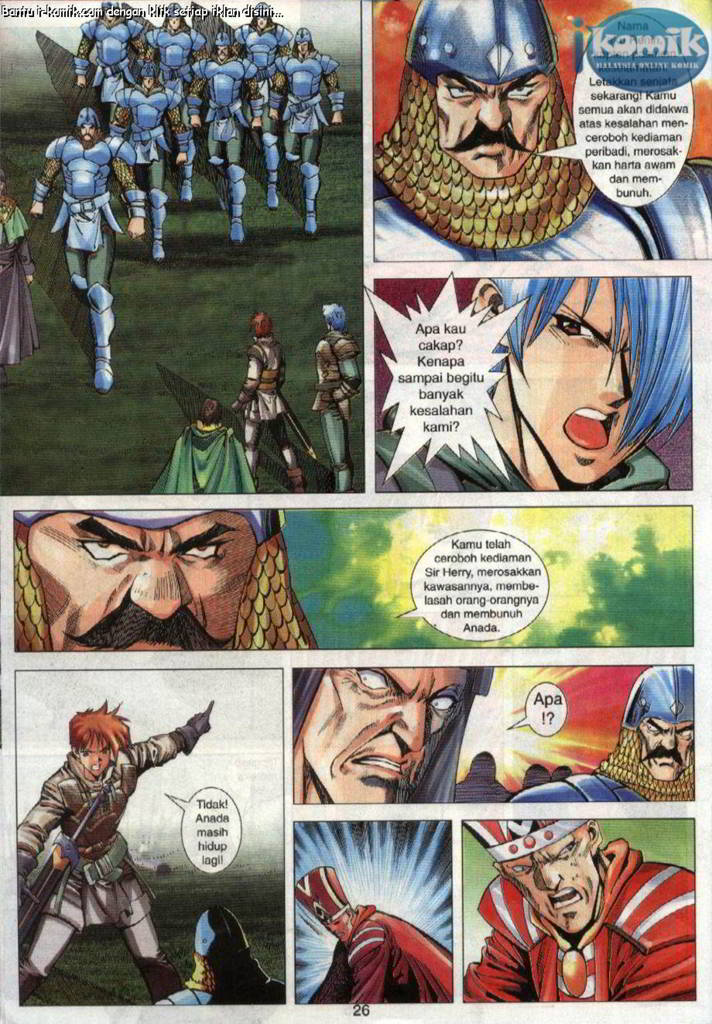 Bantu i-komik.com dengan klik setiap iklan disini...
ikomik
MALAYSIA ONLINE KOMIK
Nama
Letakkan senjata
sekarang! Kamu
semua akan didakwa
atas kesalahan men-
ceroboh kediaman
peribadi, merosak-
kan harta awam
dan mem-
bunuh.
Apa kau
cakap?
Kenapa
sampai begitu
banyak
kesalahan
kami?
Kamu telah
ceroboh kediaman
Sir Herry, merosakkan
kawasannya, membe-
lasah orang-orangnya
dan membunuh
Anada.
Apa
!?
Tidak!
Anada
masih
hidup
lagi!
26